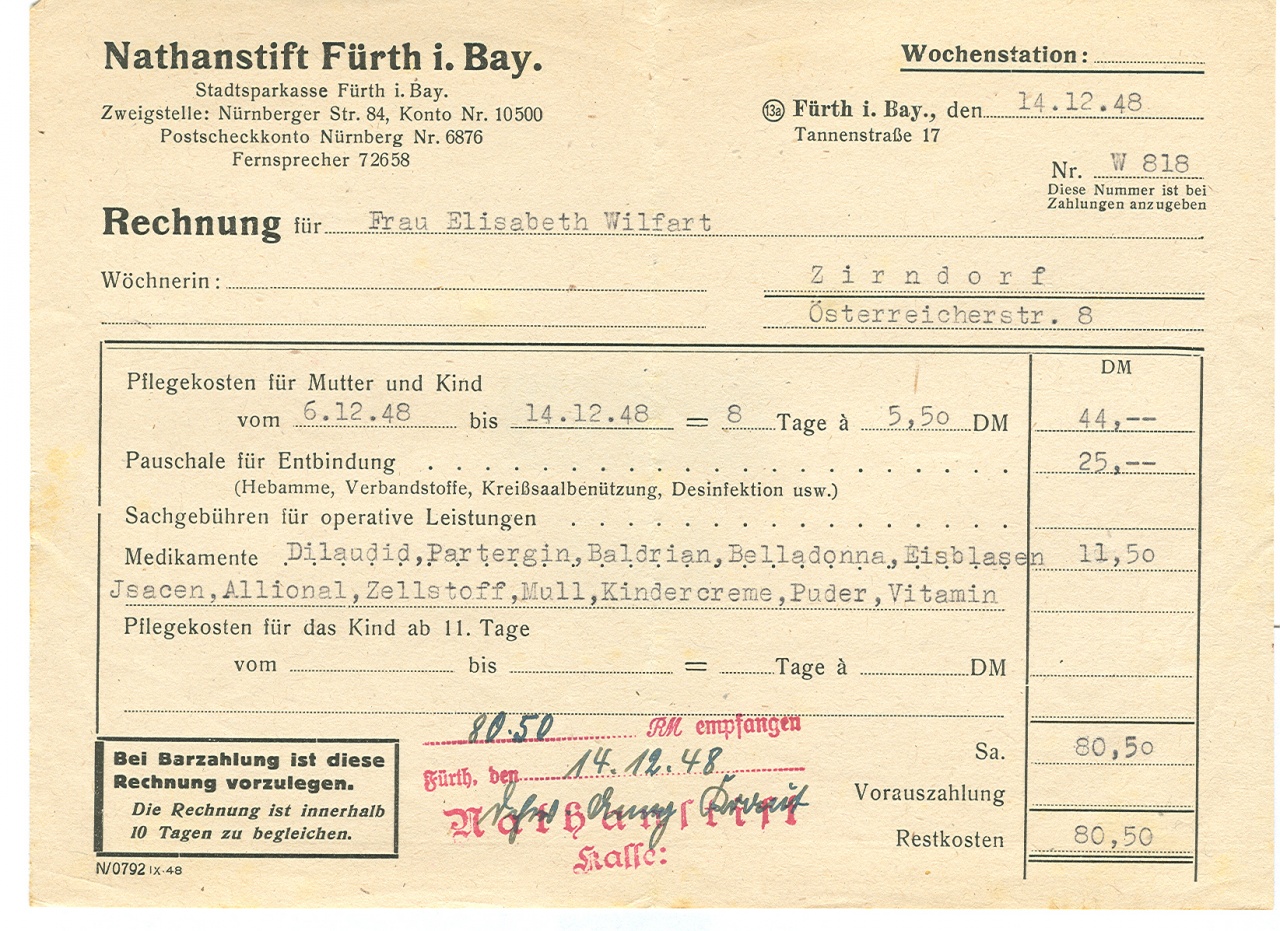 Nathanstift Fürth i. Bay.
Stadtsparkasse Fürth i. Bay.
Zweigstelle: Nürnberger Str. 84, Konto Nr. 10500
Postscheckkonto Nürnberg Nr. 6876
Fernsprecher 72658
Wochenstation:
13a Fürth i. Bay., den 14.12.48
Tannenstraße 17
Nr. W 818
Diese Nummer ist bei
Zahlungen anzugeben
Rechnung für Frau Elisabeth Wilfart
Wöchnerin:
Zirndorf
Österreicherstr. 8
DM
Pflegekosten für Mutter und Kind
vom 6.12.48 bis 14.12.48 = 8 Tage à 5,50 DM 44,--
Pauschale für Entbindung 25,--
(Hebamme, Verbandstoffe, Kreißsaalbenützung, Desinfektion usw.)
Sachgebühren für operative Leistungen
Medikamente Dilaudid,Partergin,Baldrian,Belladonna,Eisblasen 11,50
Jsacen,Allional,Zellstoff,Mull,Kindercreme,Puder,Vitamin
Pflegekosten für das Kind ab 11. Tage
vom bis = Tage à DM
80.50 RM empfangen
Fürth, den 14.12.48
Nathanstift
Kasse:
Sa. 80,50
Vorauszahlung
Restkosten 80,50
Bei Barzahlung ist diese
Rechnung vorzulegen.
Die Rechnung ist innerhalb
10 Tagen zu begleichen.
N/0792 IX-48